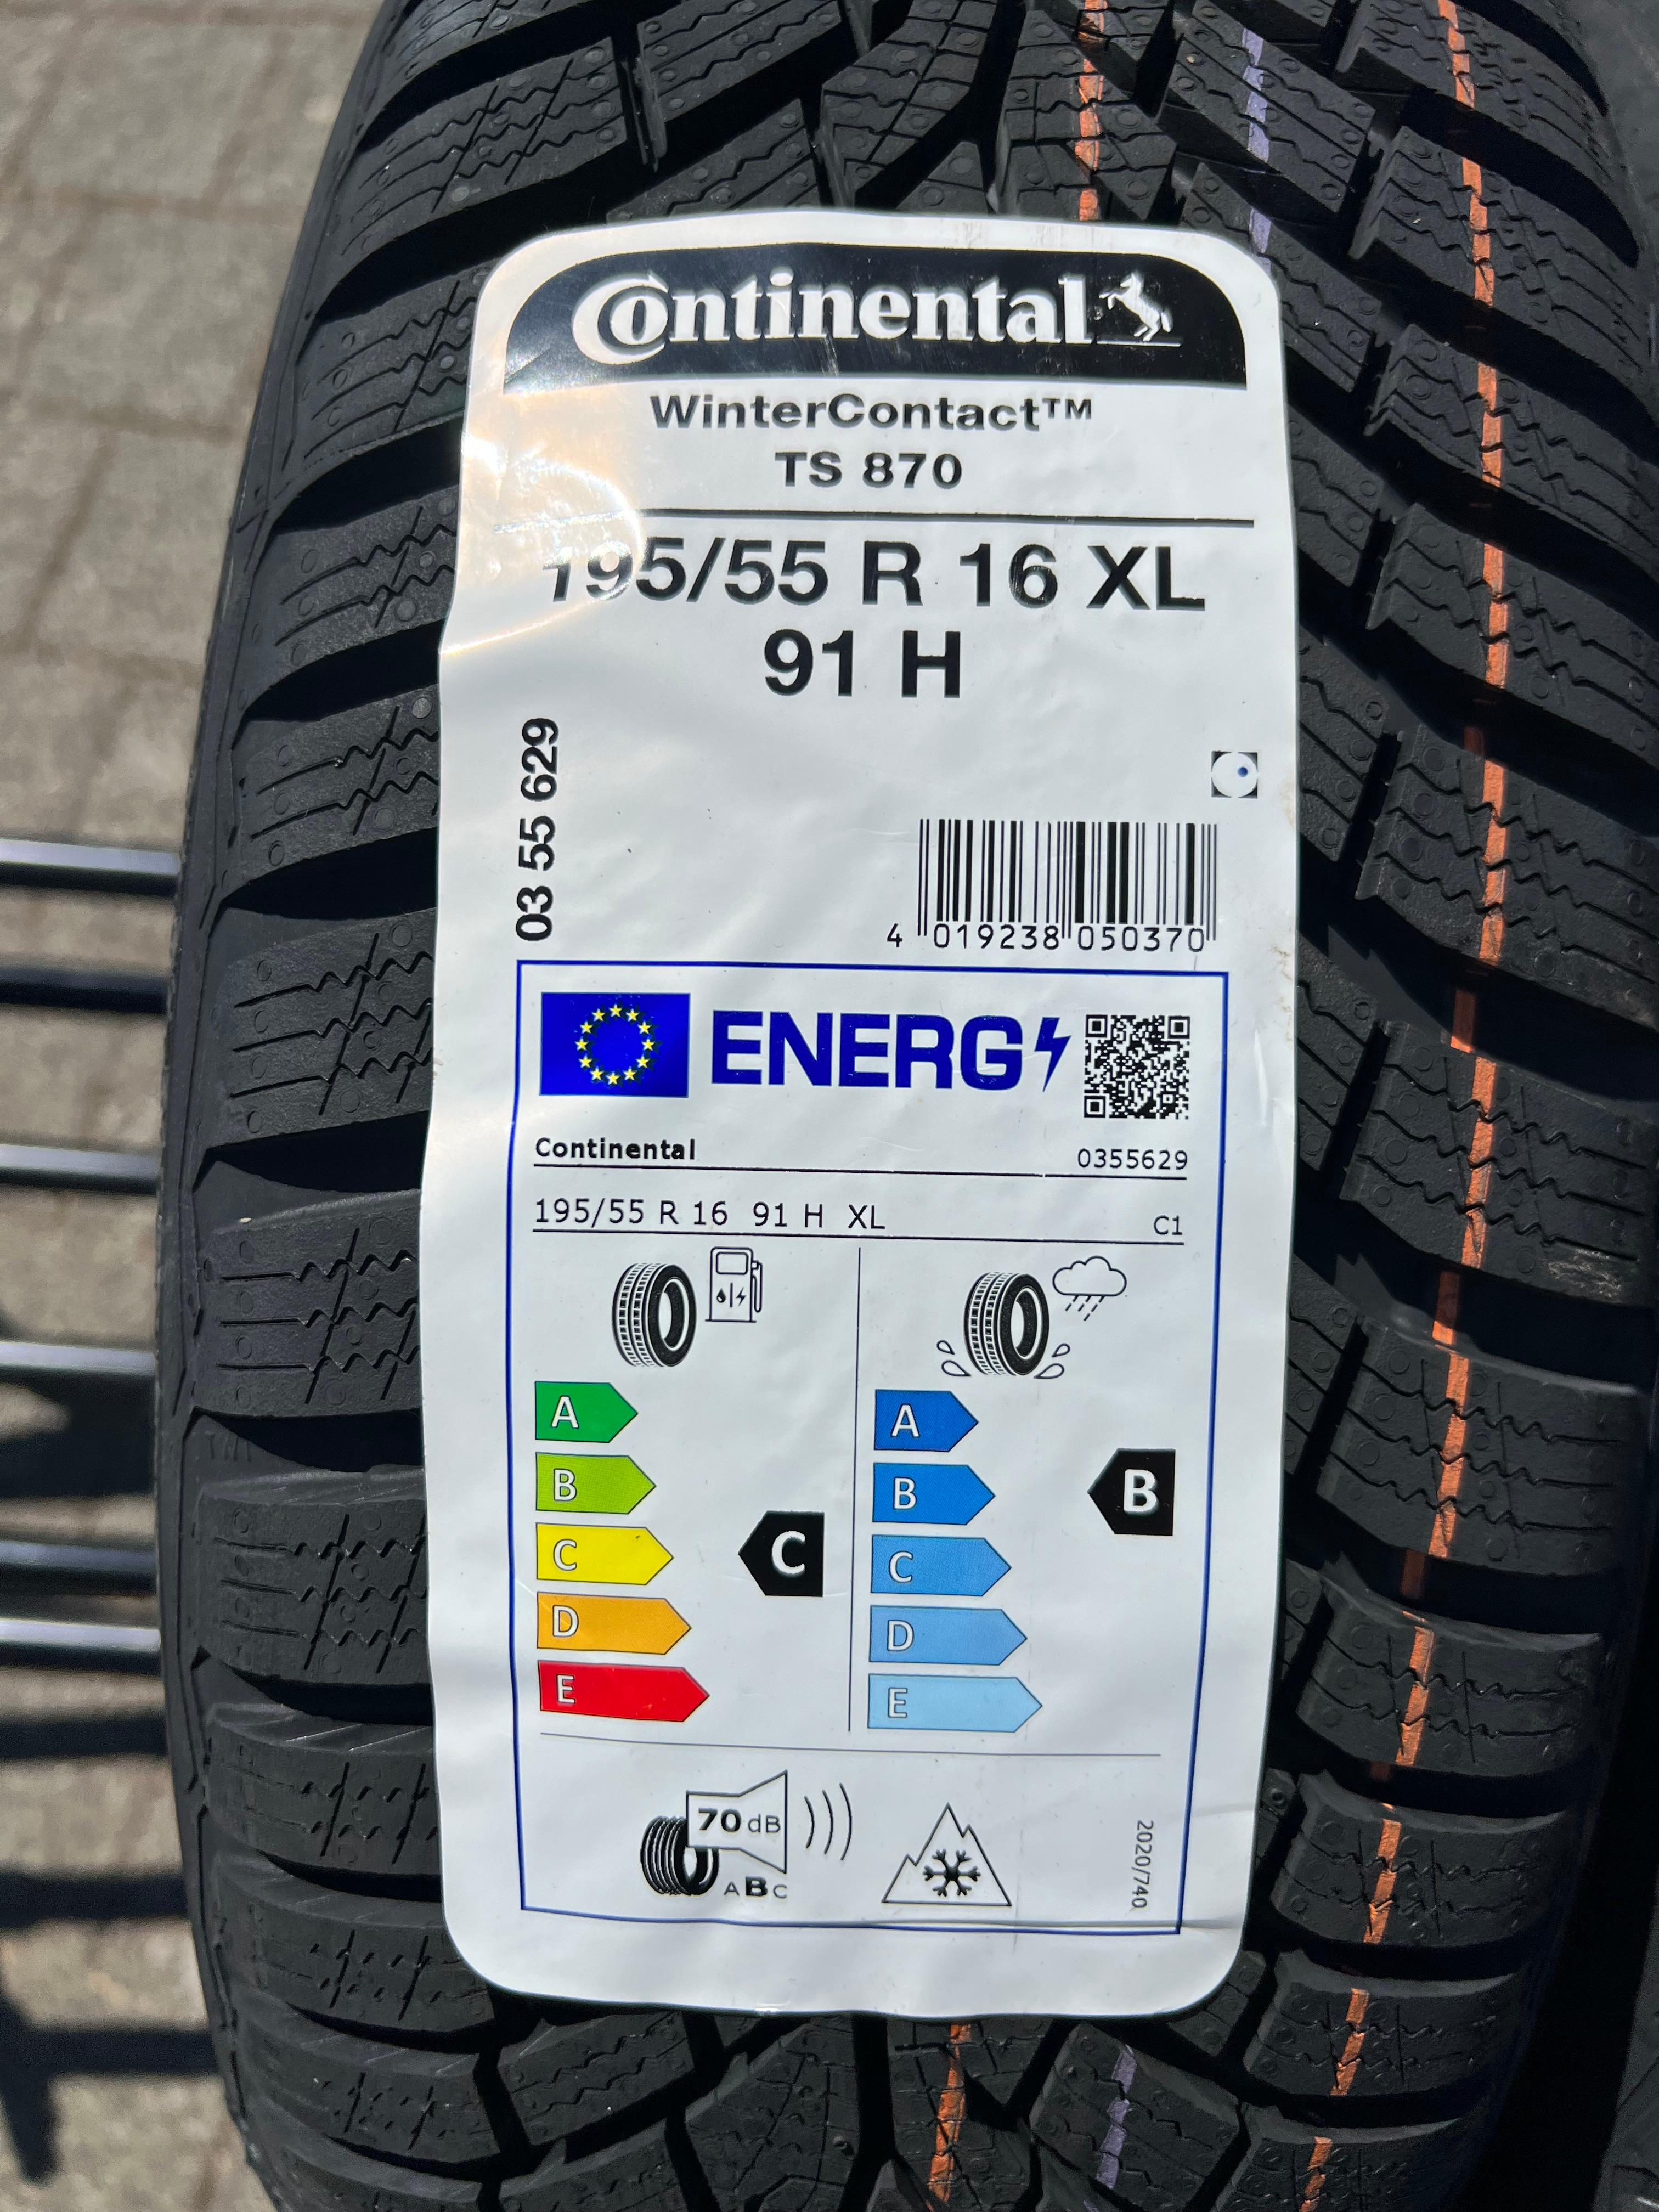 Continental
WinterContact™
TS 870
195/55 R 16 XL
91 H
03 55 629
4 019238 050370
ENERG
Continental 0355629
195/55 R 16 91 H XL C1
A
B
C
D
E
C
A
B
C
D
E
B
70 dB
ABC
2020/740